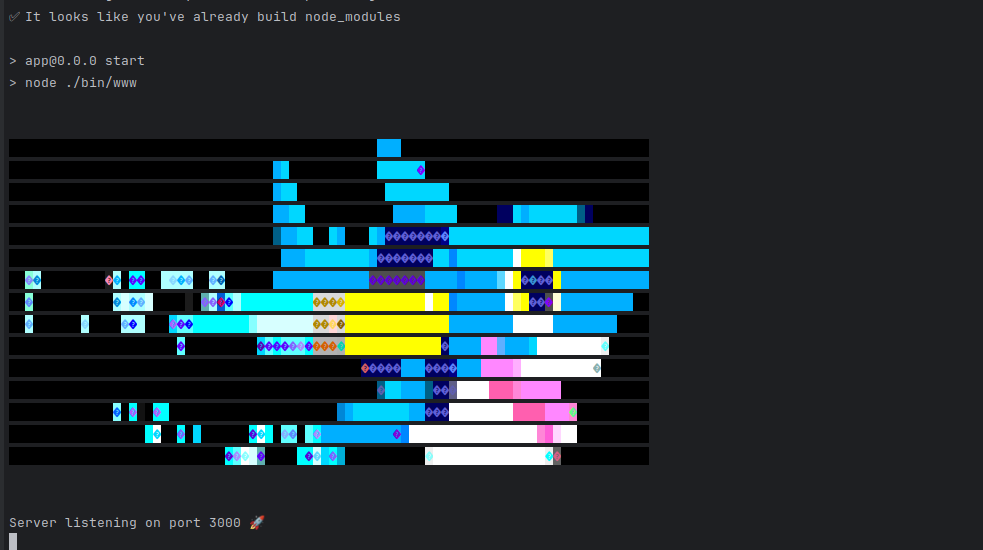 ✅ It looks like you've already build node_modules
> app@0.0.0 start
> node ./bin/www
Server listening on port 3000 🚀